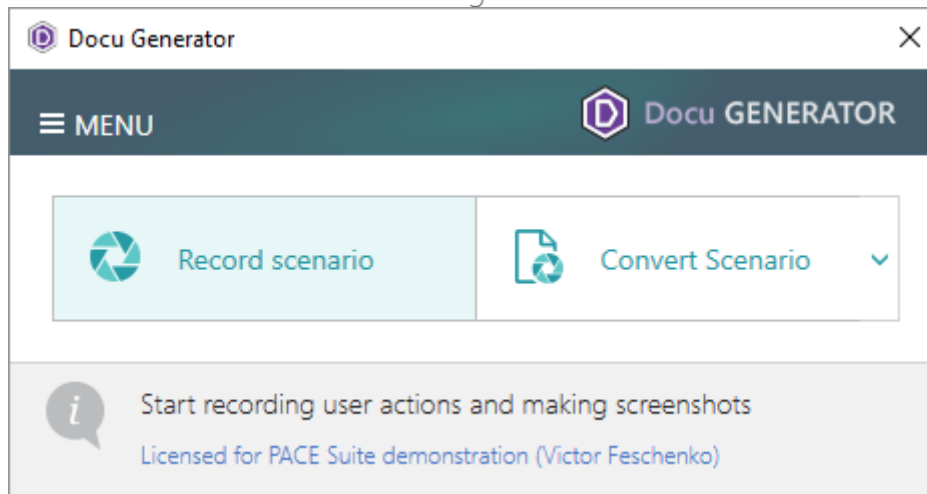 Docu Generator
MENU
Docu GENERATOR
Record scenario
Convert Scenario
Start recording user actions and making screenshots
Licensed for PACE Suite demonstration (Victor Feschenko)